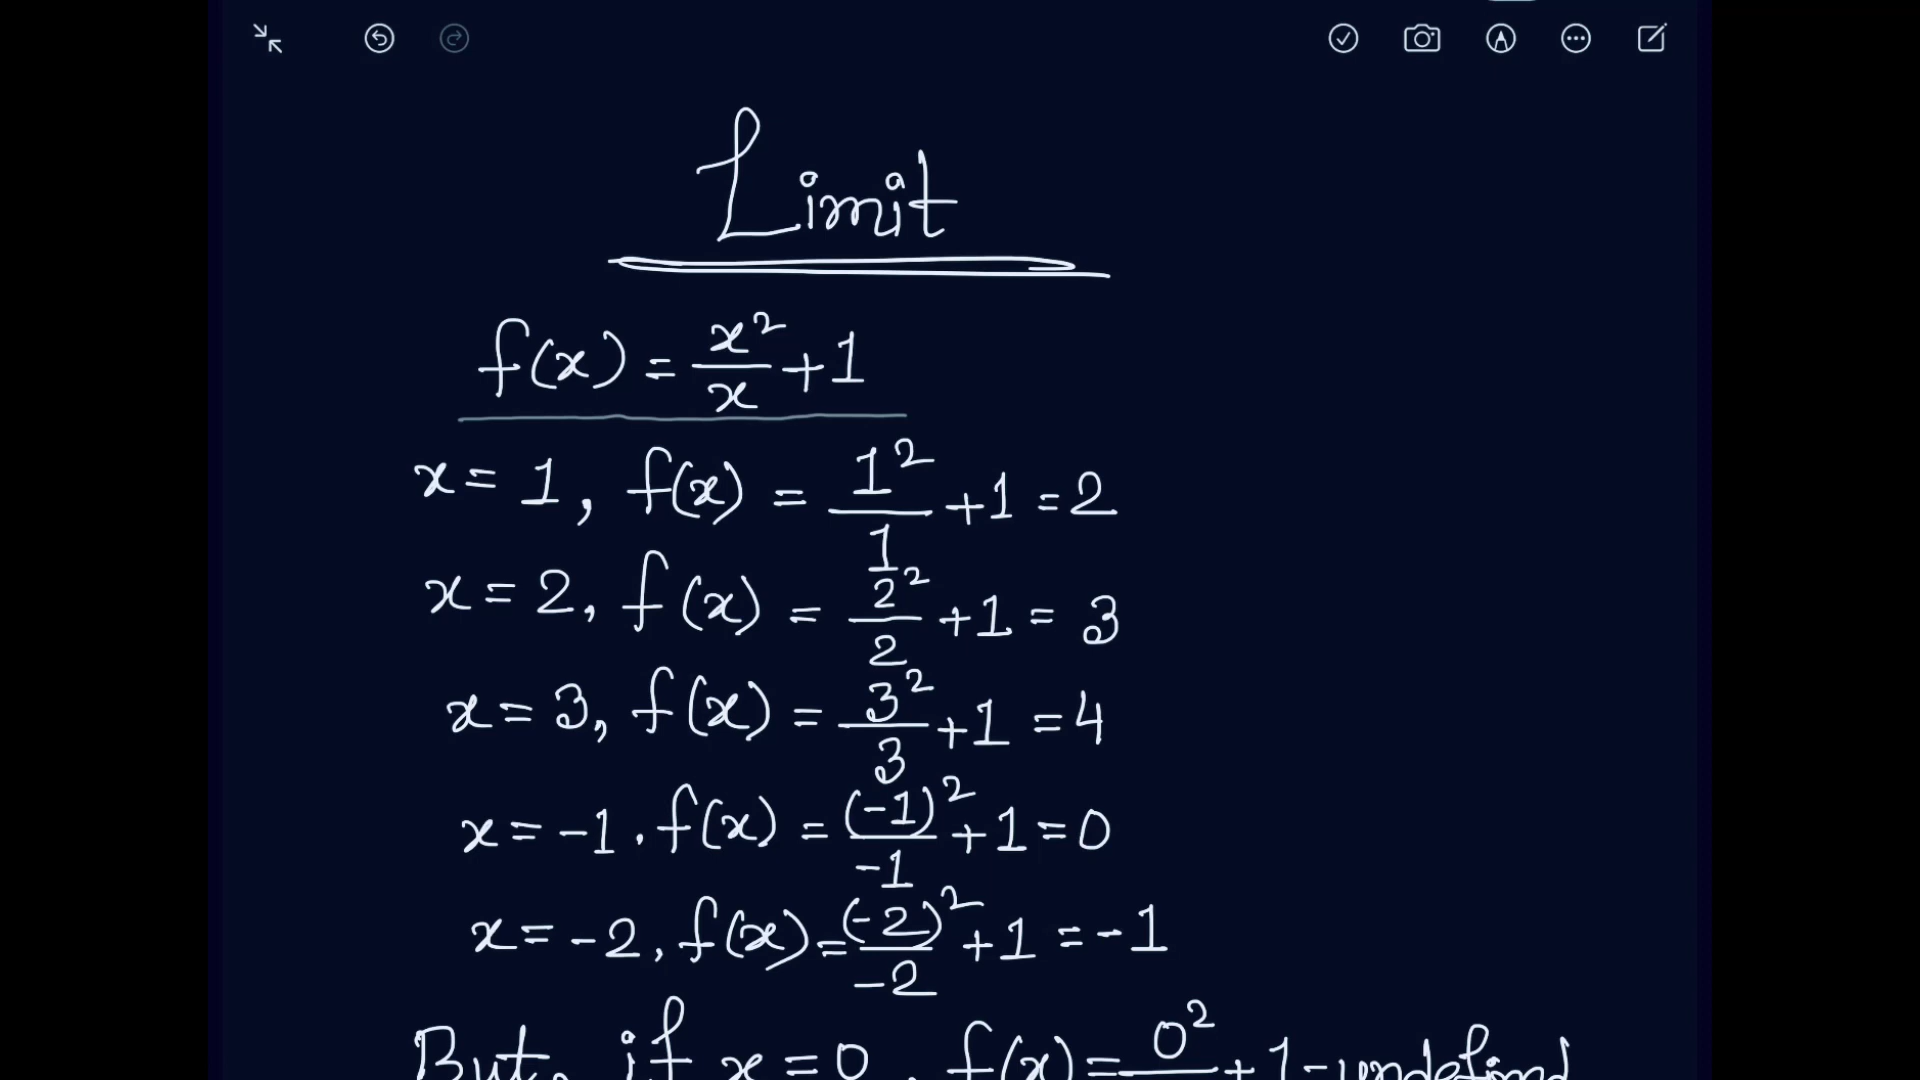 Limit
f(x) = x²/x + 1
x = 1, f(x) = 1²/1 + 1 = 2
x = 2, f(x) = 2²/2 + 1 = 3
x = 3, f(x) = 3²/3 + 1 = 4
x = -1, f(x) = (-1)²/-1 + 1 = 0
x = -2, f(x) = (-2)²/-2 + 1 = -1
But, if x = 0, f(x) = 0²/ + 1 - undefined